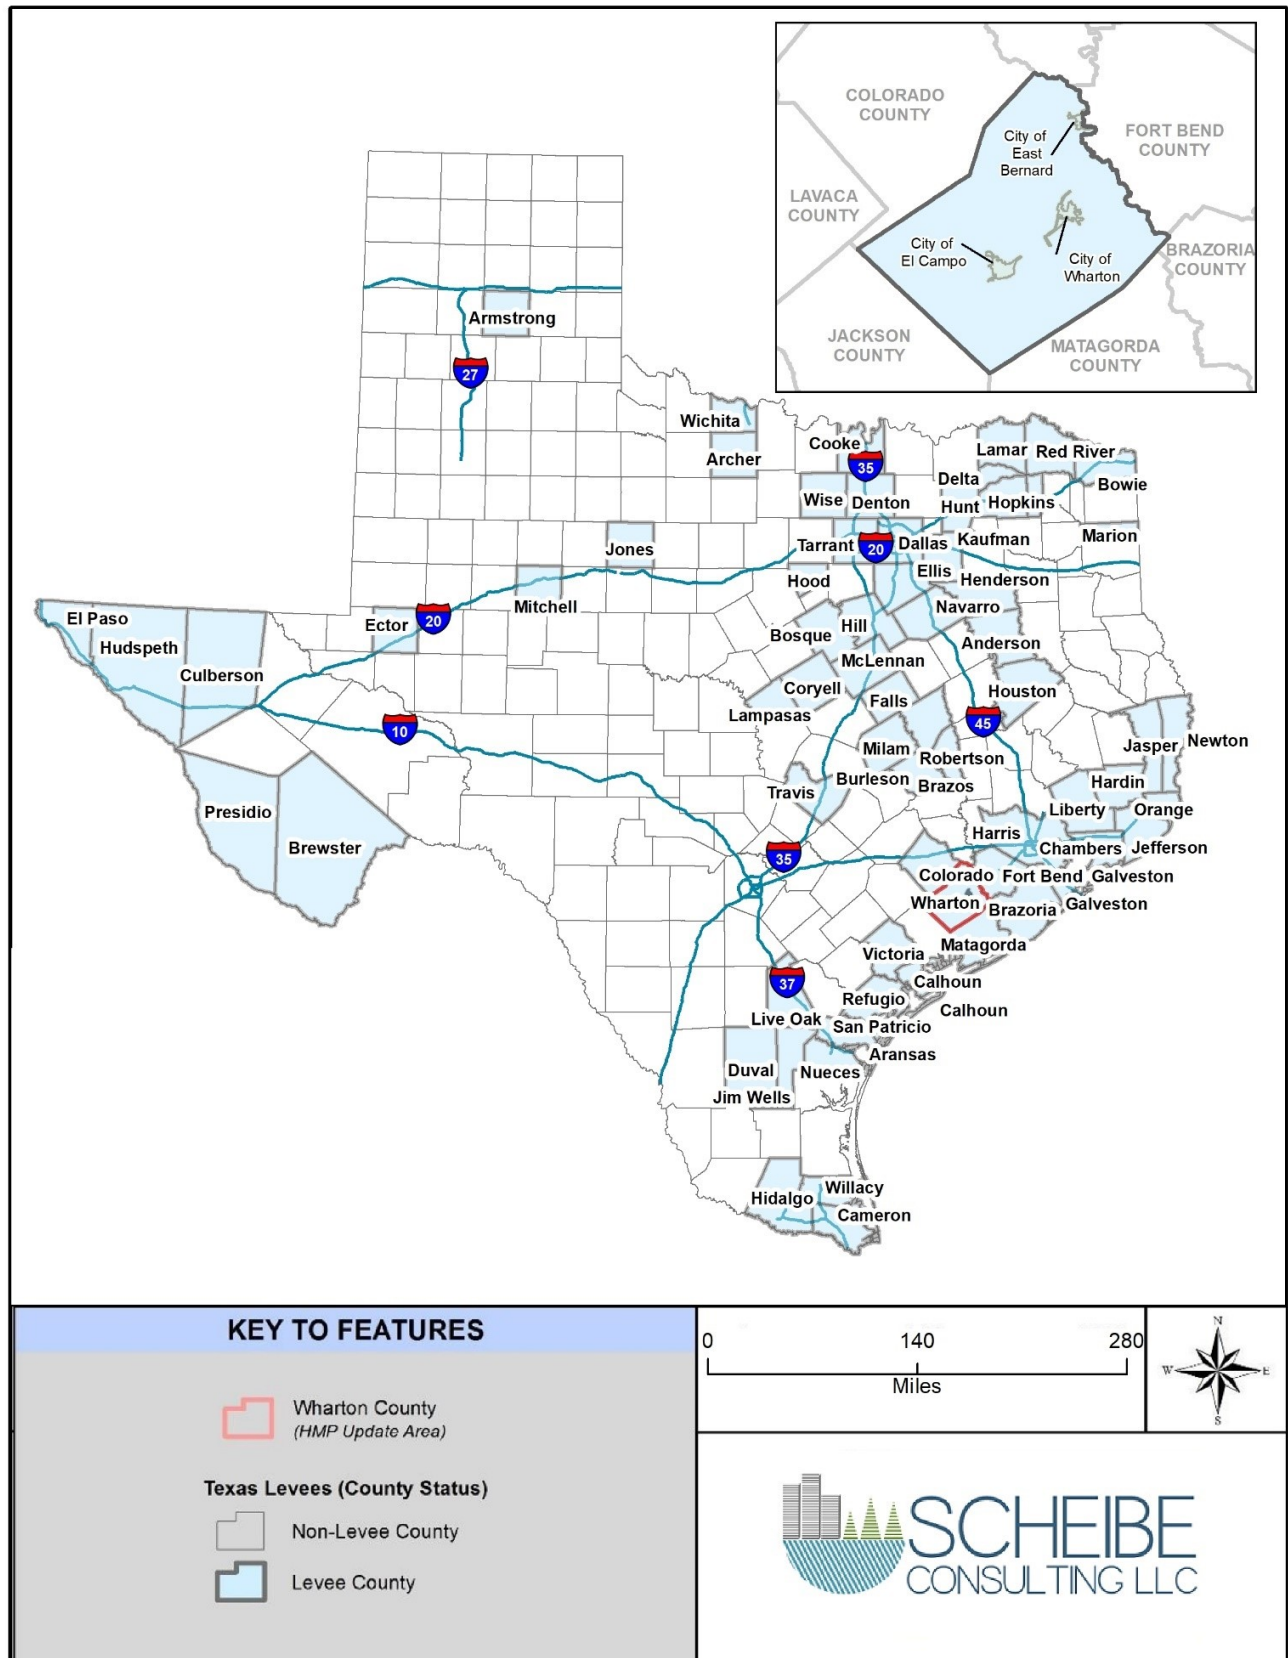 COLORADO
COUNTY
FORT BEND
COUNTY
City of
East
Bernard
LAVACA
COUNTY
City of
El Campo
City of
Wharton
BRAZORIA
COUNTY
JACKSON
COUNTY
MATAGORDA
COUNTY
Armstrong
27
Wichita
Archer
Cooke
35
Lamar
Red River
Bowie
Delta
Wise
Denton
Hunt
Hopkins
Jones
Tarrant
20
Dallas
Kaufman
Marion
Hood
Ellis
Henderson
Mitchell
Navarro
Ector
20
El Paso
Hudspeth
Culberson
Bosque
Hill
Anderson
McLennan
Coryell
Falls
Houston
Lampasas
10
45
Milam
Robertson
Jasper
Newton
Travis
Burleson
Brazos
Hardin
Presidio
Brewster
Liberty
Orange
Harris
35
Chambers
Jefferson
Colorado
Fort Bend
Galveston
Wharton
Brazoria
Galveston
Matagorda
Victoria
37
Calhoun
Refugio
Calhoun
Live Oak
San Patricio
Aransas
Duval
Nueces
Jim Wells
Hidalgo
Willacy
Cameron
KEY TO FEATURES
Wharton County
(HMP Update Area)
Texas Levees (County Status)
Non-Levee County
Levee County
0 140 280
Miles
N
W E
S
SCHEIBE
CONSULTING LLC